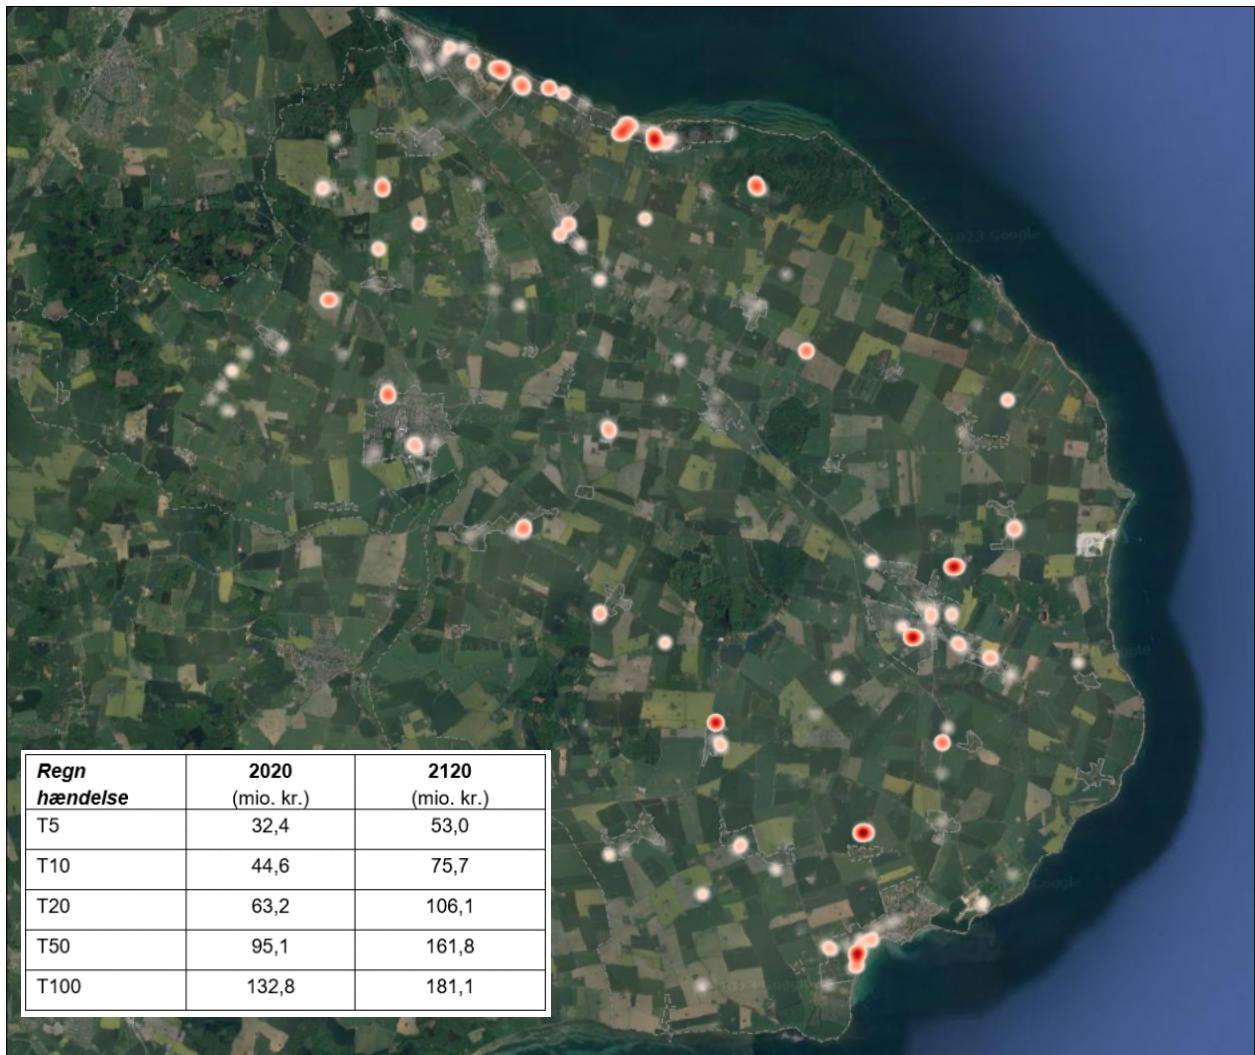 Regn 2020 2120
hændelse (mio. kr.) (mio. kr.)
T5 32,4 53,0
T10 44,6 75,7
T20 63,2 106,1
T50 95,1 161,8
T100 132,8 181,1